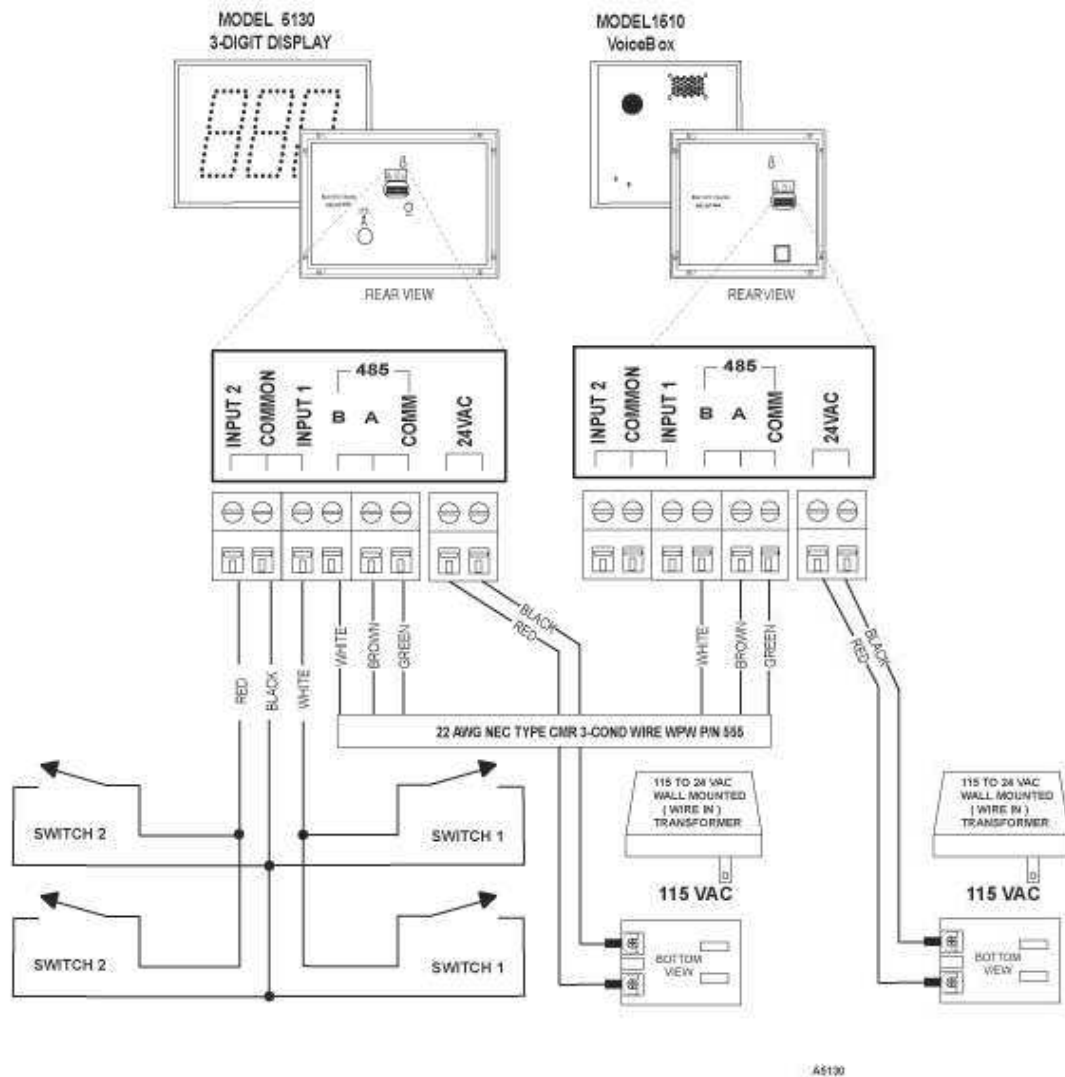 MODEL 5130
3-DIGIT DISPLAY
MODEL1510
VoiceBox
REAR VIEW
REAR VIEW
INPUT 2
COMMON
INPUT 1
485
B
A
COMM
24VAC
INPUT 2
COMMON
INPUT 1
485
B
A
COMM
24VAC
RED
BLACK
WHITE
WHITE
BROWN
GREEN
RED
BLACK
WHITE
BROWN
GREEN
RED
BLACK
22 AWG NEC TYPE CMR 3-COND WIRE WPW P/N 555
SWITCH 2
SWITCH 1
SWITCH 2
SWITCH 1
115 TO 24 VAC
WALL MOUNTED
( WIRE IN )
TRANSFORMER
115 VAC
BOTTOM
VIEW
115 TO 24 VAC
WALL MOUNTED
( WIRE IN )
TRANSFORMER
115 VAC
BOTTOM
VIEW
A5130